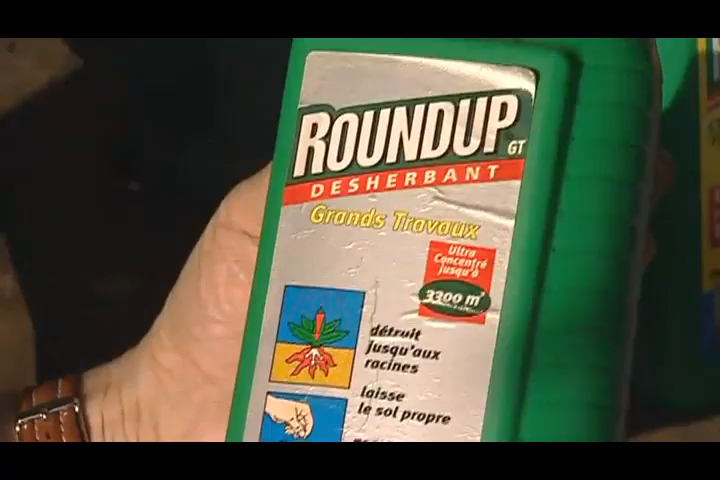 ROUNDUP GT
DESHERBANT
Grands Travaux
Ultra
Concentré
jusqu'à
3300 m²
détruit
jusqu'aux
racines
laisse
le sol propre